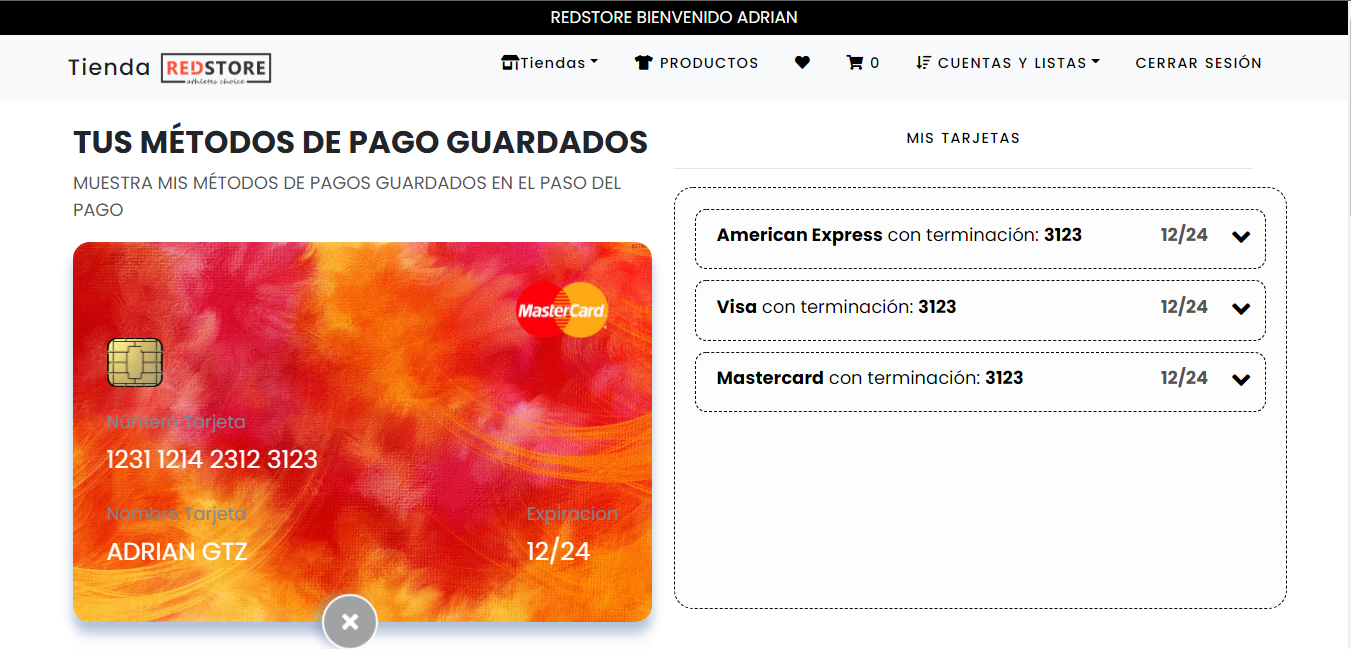 REDSTORE BIENVENIDO ADRIAN
Tienda REDSTORE
athletes choice
Tiendas
PRODUCTOS
0
CUENTAS Y LISTAS
CERRAR SESIÓN
TUS MÉTODOS DE PAGO GUARDADOS
MUESTRA MIS MÉTODOS DE PAGOS GUARDADOS EN EL PASO DEL
PAGO
MasterCard
Número Tarjeta
1231 1214 2312 3123
Nombre Tarjeta
Expiracion
ADRIAN GTZ
12/24
MIS TARJETAS
American Express con terminación: 3123 12/24
Visa con terminación: 3123 12/24
Mastercard con terminación: 3123 12/24